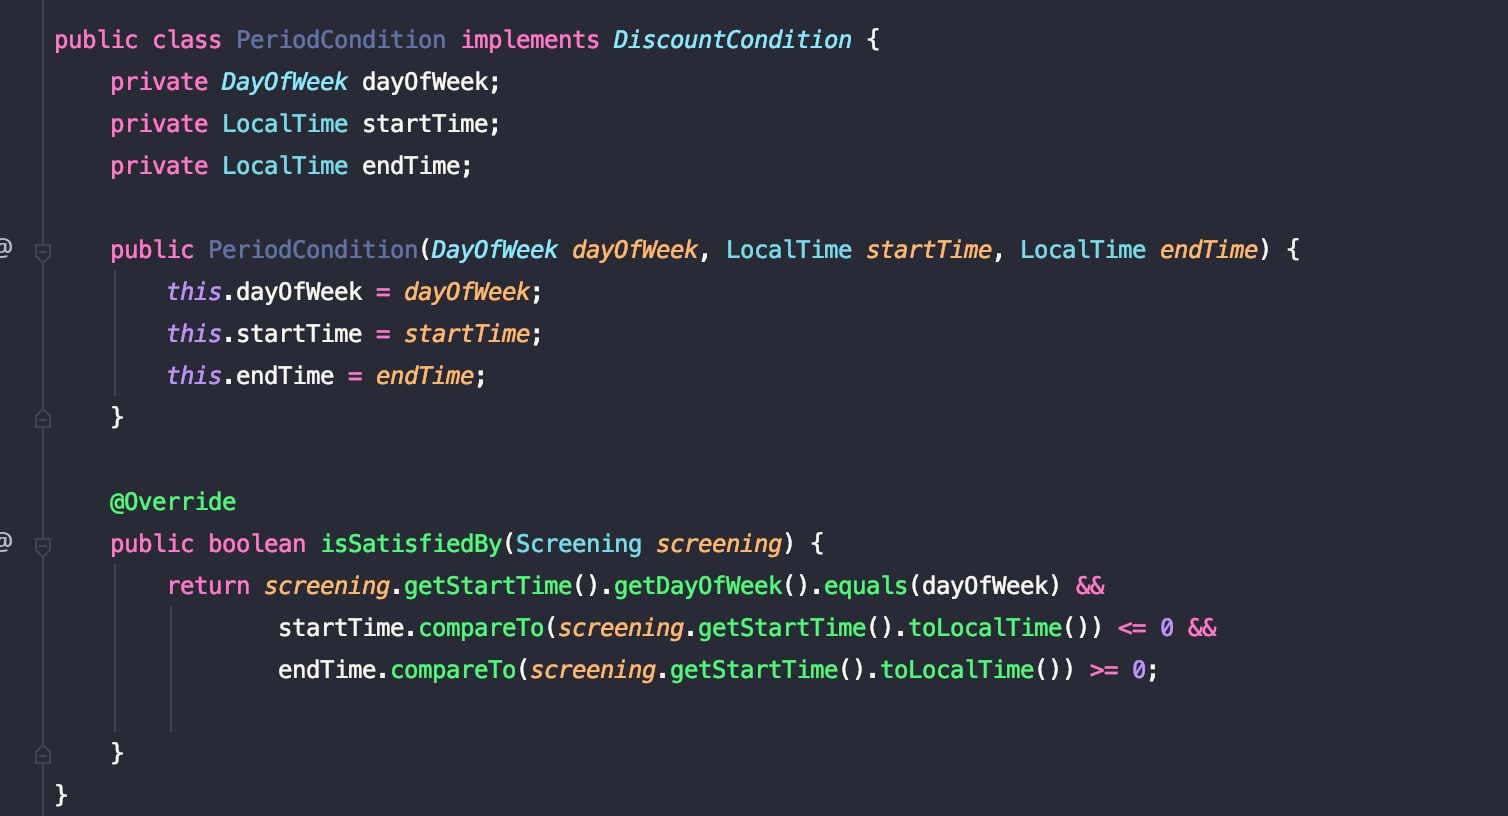 public class PeriodCondition implements DiscountCondition {
    private DayOfWeek dayOfWeek;
    private LocalTime startTime;
    private LocalTime endTime;

@    public PeriodCondition(DayOfWeek dayOfWeek, LocalTime startTime, LocalTime endTime) {
        this.dayOfWeek = dayOfWeek;
        this.startTime = startTime;
        this.endTime = endTime;
    }

    @Override
@    public boolean isSatisfiedBy(Screening screening) {
        return screening.getStartTime().getDayOfWeek().equals(dayOfWeek) &&
                startTime.compareTo(screening.getStartTime().toLocalTime()) <= 0 &&
                endTime.compareTo(screening.getStartTime().toLocalTime()) >= 0;

    }
}